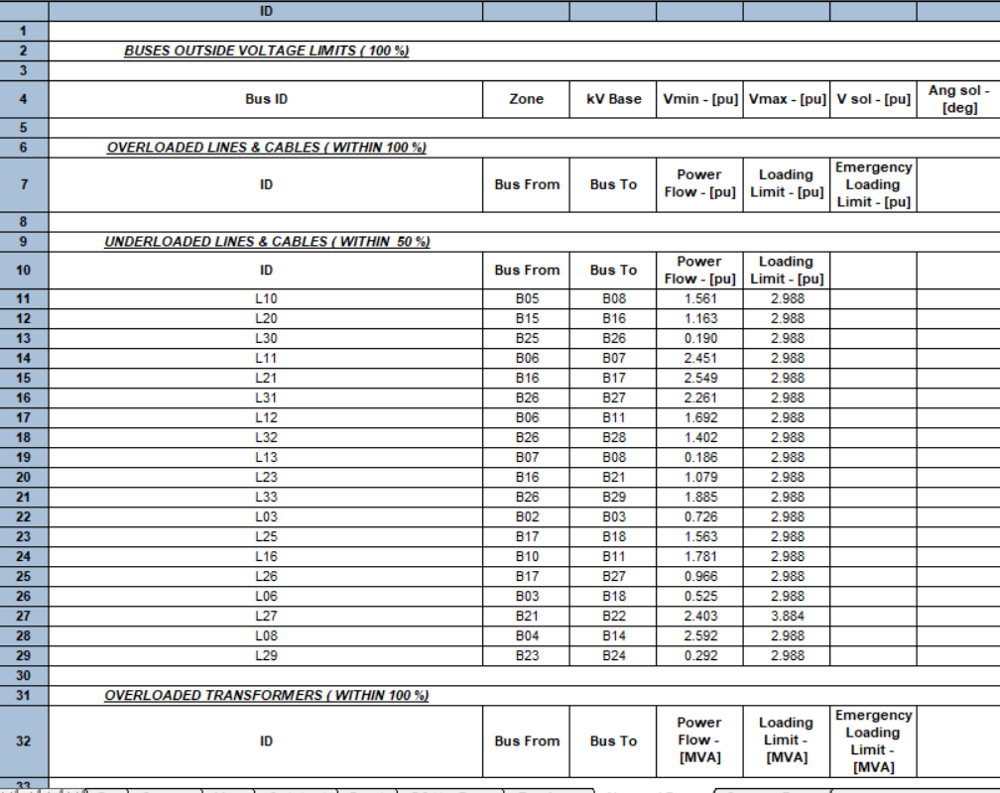 ID
1
2 BUSES OUTSIDE VOLTAGE LIMITS ( 100 %)
3
4 Bus ID Zone kV Base Vmin - [pu] Vmax - [pu] V sol - [pu] Ang sol - [deg]
5
6 OVERLOADED LINES & CABLES ( WITHIN 100 %)
7 ID Bus From Bus To Power Flow - [pu] Loading Limit - [pu] Emergency Loading Limit - [pu]
8
9 UNDERLOADED LINES & CABLES ( WITHIN 50 %)
10 ID Bus From Bus To Power Flow - [pu] Loading Limit - [pu]
11 L10 B05 B08 1.561 2.988
12 L20 B15 B16 1.163 2.988
13 L30 B25 B26 0.190 2.988
14 L11 B06 B07 2.451 2.988
15 L21 B16 B17 2.549 2.988
16 L31 B26 B27 2.261 2.988
17 L12 B06 B11 1.692 2.988
18 L32 B26 B28 1.402 2.988
19 L13 B07 B08 0.186 2.988
20 L23 B16 B21 1.079 2.988
21 L33 B26 B29 1.885 2.988
22 L03 B02 B03 0.726 2.988
23 L25 B17 B18 1.563 2.988
24 L16 B10 B11 1.781 2.988
25 L26 B17 B27 0.966 2.988
26 L06 B03 B18 0.525 2.988
27 L27 B21 B22 2.403 3.884
28 L08 B04 B14 2.592 2.988
29 L29 B23 B24 0.292 2.988
30
31 OVERLOADED TRANSFORMERS ( WITHIN 100 %)
32 ID Bus From Bus To Power Flow - [MVA] Loading Limit - [MVA] Emergency Loading Limit - [MVA]
33